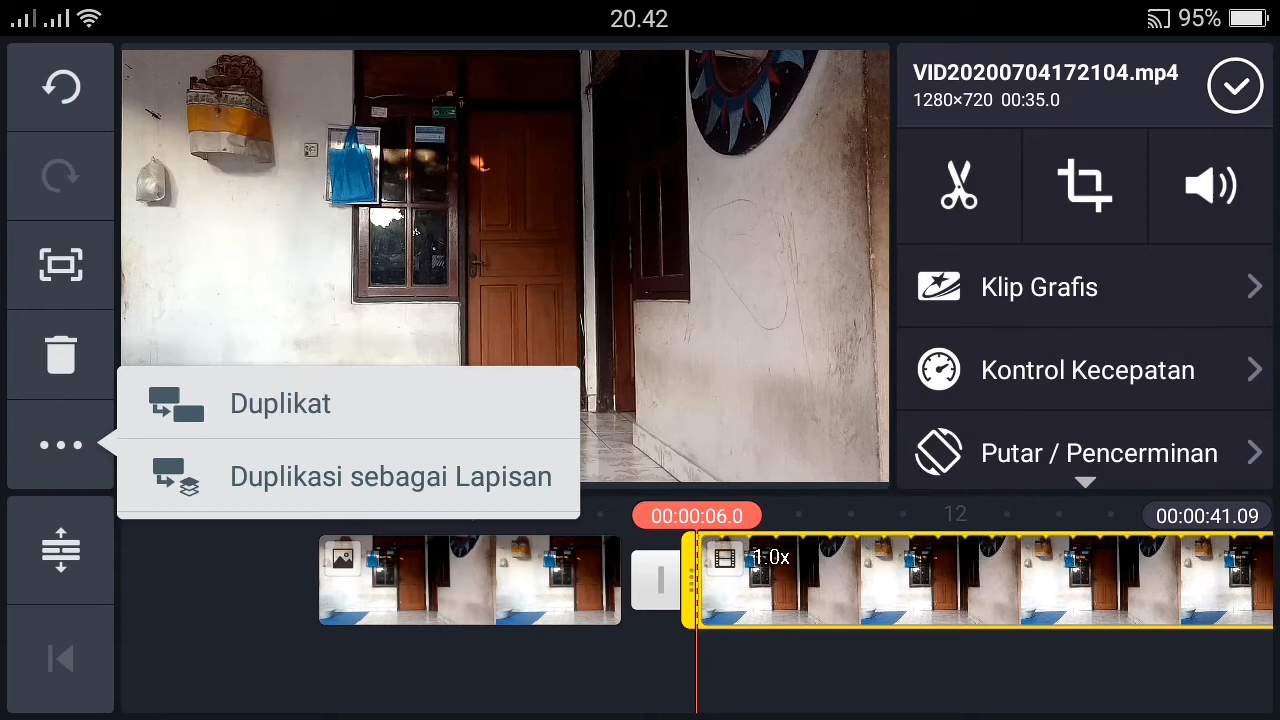 20.42
95%
VID20200704172104.mp4
1280×720 00:35.0
Klip Grafis
Kontrol Kecepatan
Putar / Pencerminan
Duplikat
Duplikasi sebagai Lapisan
00:00:06.0
12
00:00:41.09
1.0x